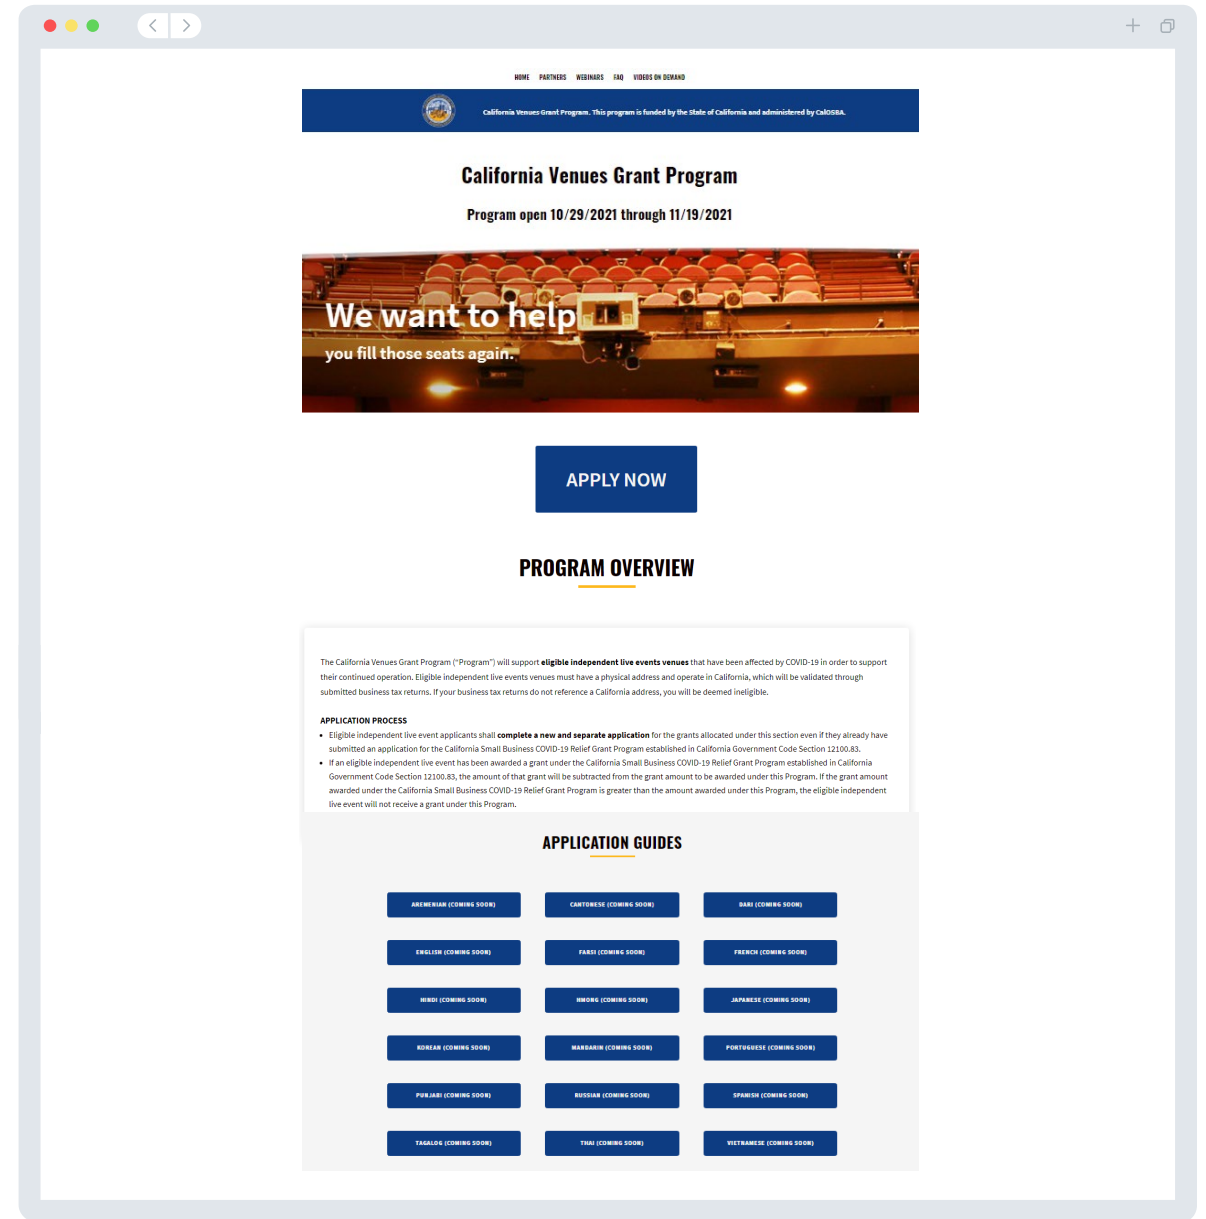 HOME PARTNERS WEBINARS FAQ VIDEOS ON DEMAND
California Venues Grant Program. This program is funded by the State of California and administered by CalOSBA.
California Venues Grant Program
Program open 10/29/2021 through 11/19/2021
We want to help
you fill those seats again.
APPLY NOW
PROGRAM OVERVIEW
The California Venues Grant Program (“Program”) will support eligible independent live events venues that have been affected by COVID-19 in order to support
their continued operation. Eligible independent live events venues must have a physical address and operate in California, which will be validated through
submitted business tax returns. If your business tax returns do not reference a California address, you will be deemed ineligible.
APPLICATION PROCESS
• Eligible independent live event applicants shall complete a new and separate application for the grants allocated under this section even if they already have
submitted an application for the California Small Business COVID-19 Relief Grant Program established in California Government Code Section 12100.83.
• If an eligible independent live event has been awarded a grant under the California Small Business COVID-19 Relief Grant Program established in California
Government Code Section 12100.83, the amount of that grant will be subtracted from the grant amount to be awarded under this Program. If the grant amount
awarded under the California Small Business COVID-19 Relief Grant Program is greater than the amount awarded under this Program, the eligible independent
live event will not receive a grant under this Program.
APPLICATION GUIDES
AREMENIAN (COMING SOON) CANTONESE (COMING SOON) DARI (COMING SOON)
ENGLISH (COMING SOON) FARSI (COMING SOON) FRENCH (COMING SOON)
HINDI (COMING SOON) HMONG (COMING SOON) JAPANESE (COMING SOON)
KOREAN (COMING SOON) MANDARIN (COMING SOON) PORTUGUESE (COMING SOON)
PUNJABI (COMING SOON) RUSSIAN (COMING SOON) SPANISH (COMING SOON)
TAGALOG (COMING SOON) THAI (COMING SOON) VIETNAMESE (COMING SOON)